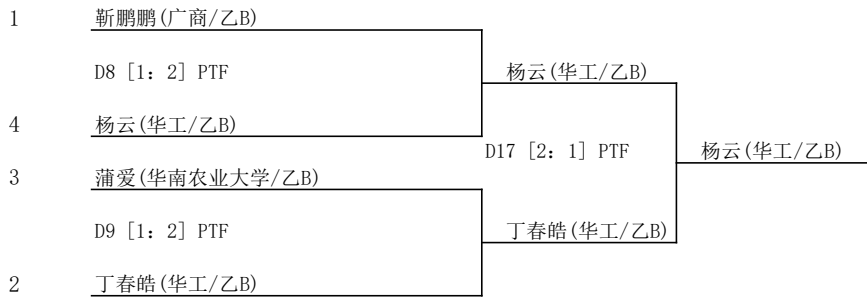 1 靳鹏鹏(广商/乙B)
D8 [1: 2] PTF
杨云(华工/乙B)
4 杨云(华工/乙B)
D17 [2: 1] PTF
杨云(华工/乙B)
3 蒲爱(华南农业大学/乙B)
D9 [1: 2] PTF
丁春皓(华工/乙B)
2 丁春皓(华工/乙B)